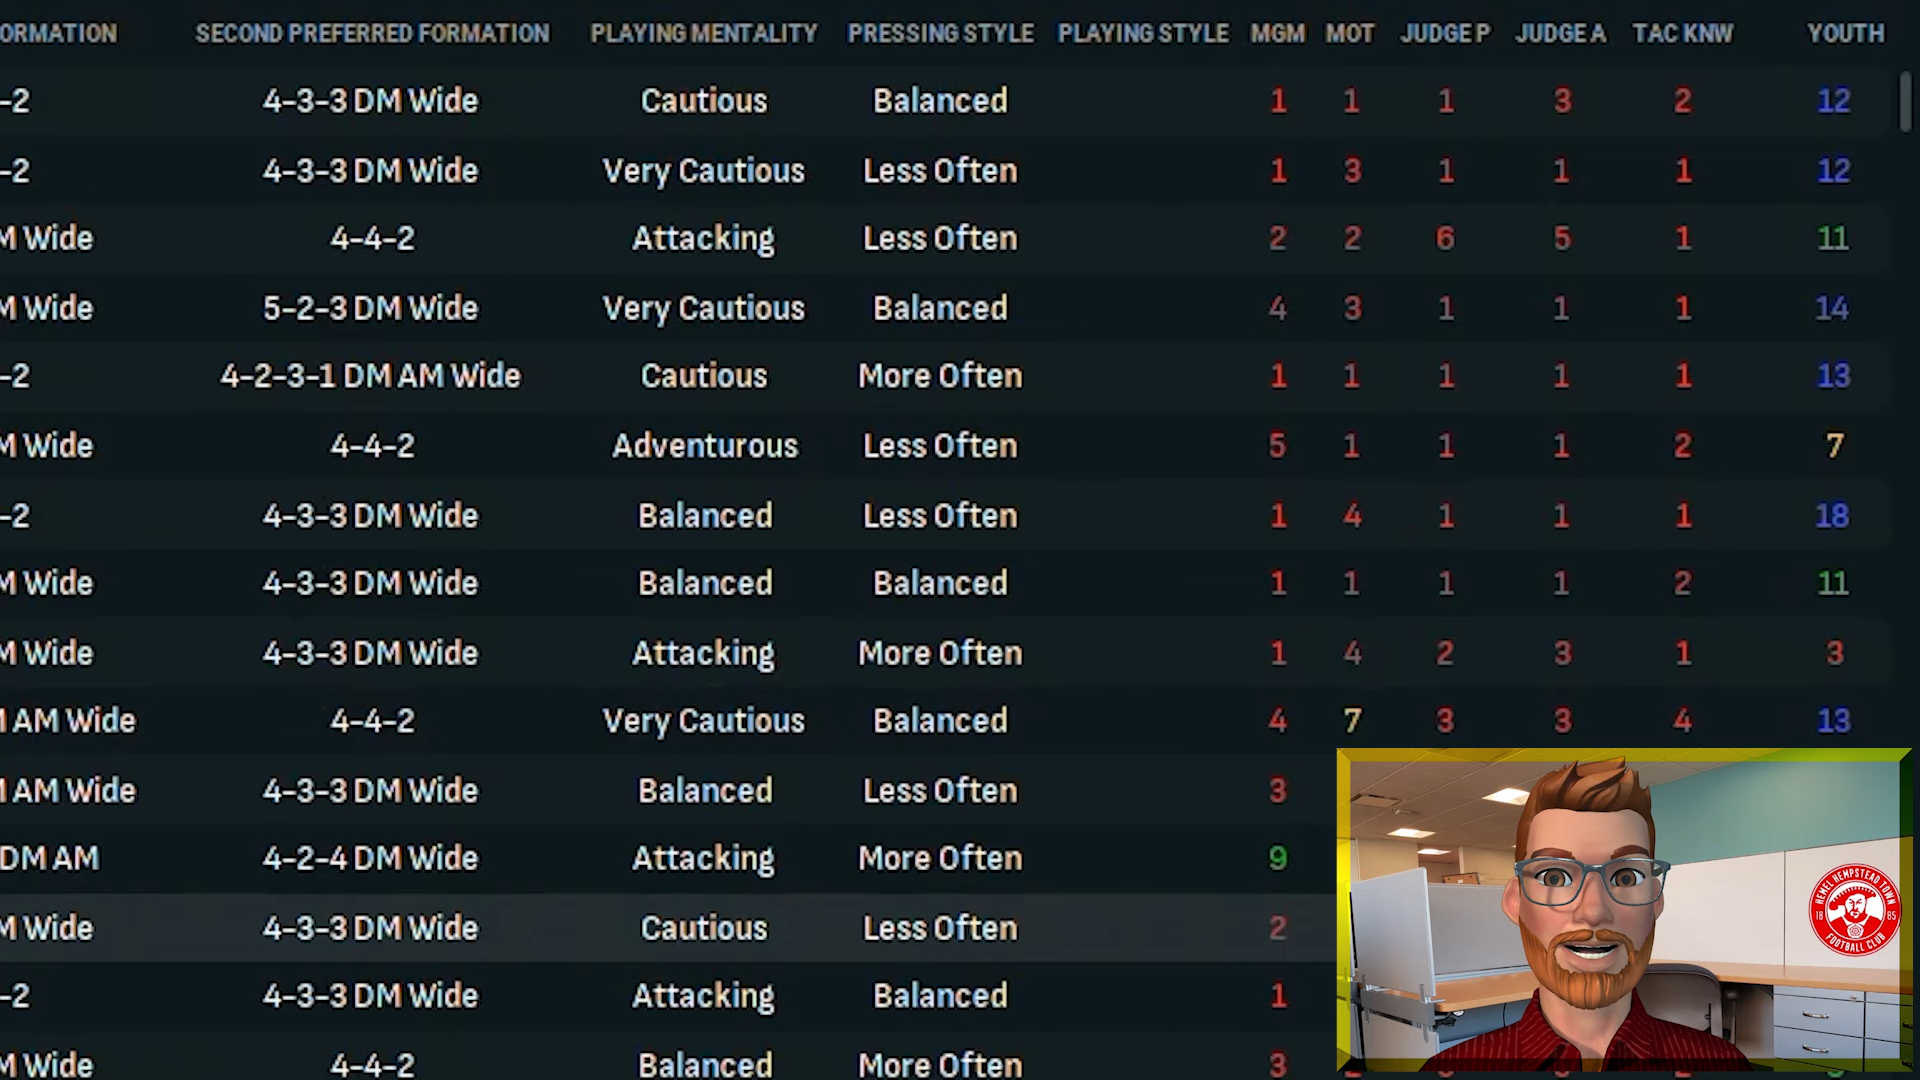 ORMATION SECOND PREFERRED FORMATION PLAYING MENTALITY PRESSING STYLE PLAYING STYLE MGM MOT JUDGE P JUDGE A TAC KNW YOUTH
-2 4-3-3 DM Wide Cautious Balanced 1 1 1 3 2 12
-2 4-3-3 DM Wide Very Cautious Less Often 1 3 1 1 1 12
M Wide 4-4-2 Attacking Less Often 2 2 6 5 1 11
M Wide 5-2-3 DM Wide Very Cautious Balanced 4 3 1 1 1 14
-2 4-2-3-1 DM AM Wide Cautious More Often 1 1 1 1 1 13
M Wide 4-4-2 Adventurous Less Often 5 1 1 1 2 7
-2 4-3-3 DM Wide Balanced Less Often 1 4 1 1 1 18
M Wide 4-3-3 DM Wide Balanced Balanced 1 1 1 1 2 11
M Wide 4-3-3 DM Wide Attacking More Often 1 4 2 3 1 3
M AM Wide 4-4-2 Very Cautious Balanced 4 7 3 3 4 13
M AM Wide 4-3-3 DM Wide Balanced Less Often 3
DM AM 4-2-4 DM Wide Attacking More Often 9
M Wide 4-3-3 DM Wide Cautious Less Often 2
-2 4-3-3 DM Wide Attacking Balanced 1
M Wide 4-4-2 Balanced More Often 3
HEMEL HEMPSTEAD TOWN
18 85
FOOTBALL CLUB